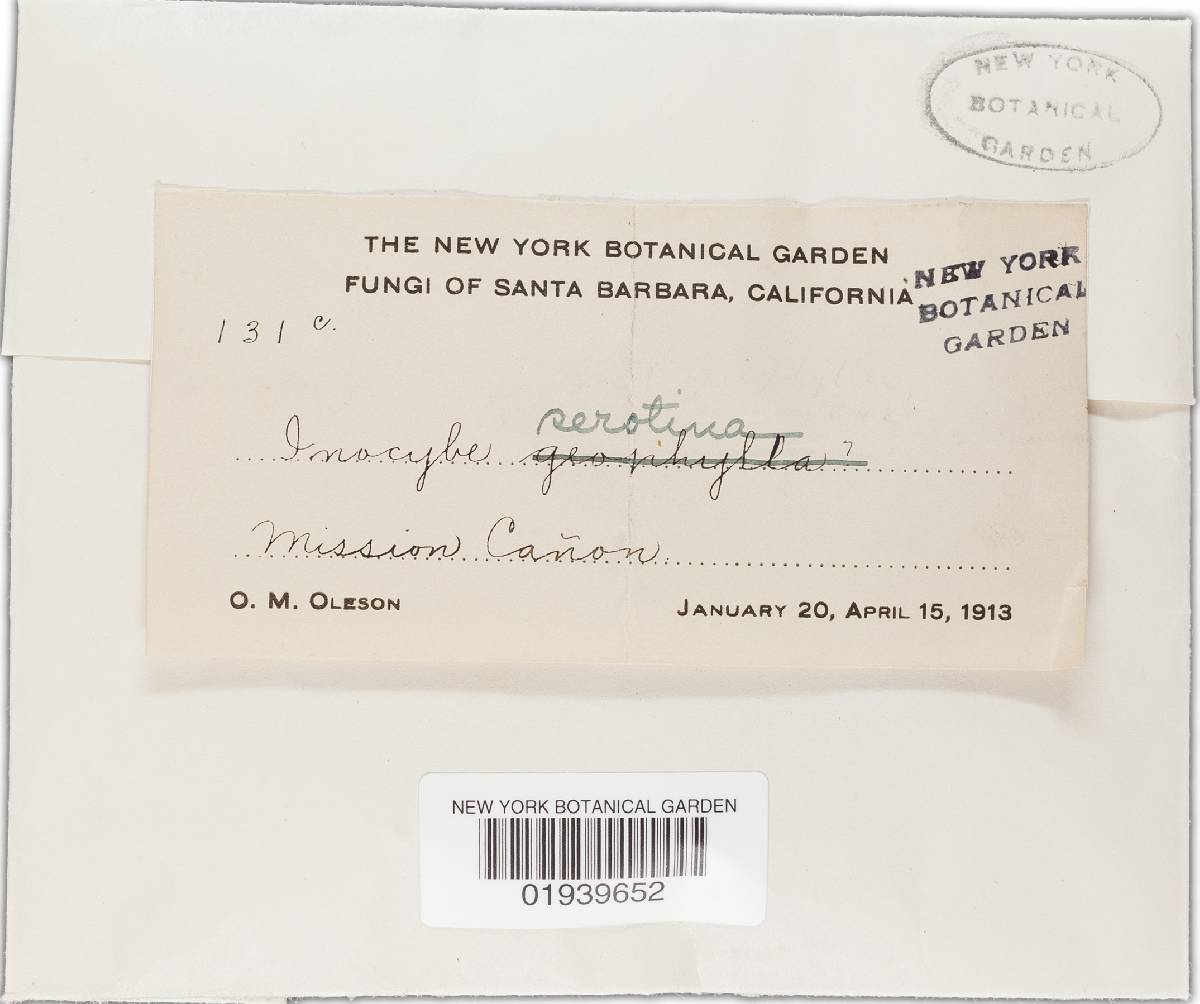 NEW YORK
BOTANICAL
GARDEN
THE NEW YORK BOTANICAL GARDEN
FUNGI OF SANTA BARBARA, CALIFORNIA
NEW YORK
BOTANICAL
GARDEN
131 c.
serotina
Inocybe geophylla?
Mission Cañon
O. M. OLESON JANUARY 20, APRIL 15, 1913
NEW YORK BOTANICAL GARDEN
01939652